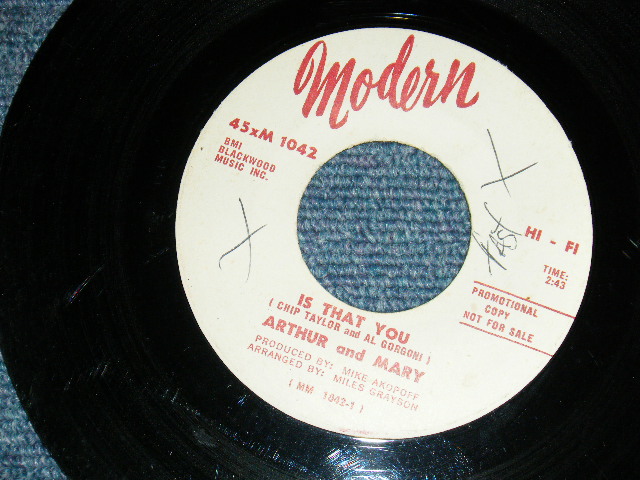 Modern
45xM 1042
BMI
BLACKWOOD
MUSIC INC.
HI - FI
TIME:
2:43
PROMOTIONAL
COPY
NOT FOR SALE
IS THAT YOU
( CHIP TAYLOR and AL GORGONI )
ARTHUR and MARY
PRODUCED BY: MIKE AKOPOFF
ARRANGED BY: MILES GRAYSON
( MM 1042-1 )